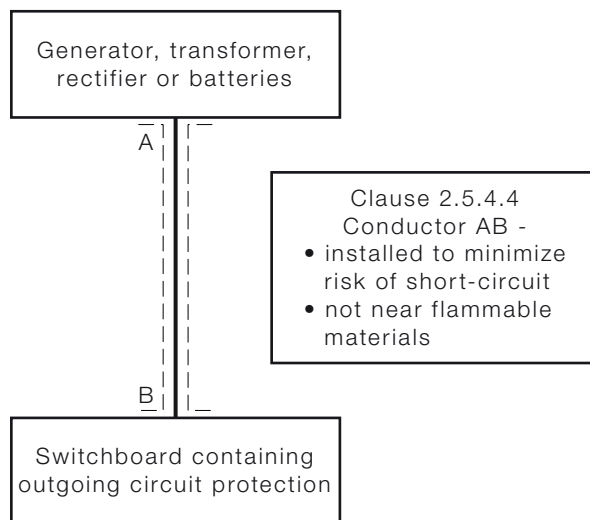 Generator, transformer,
rectifier or batteries
A
Clause 2.5.4.4
Conductor AB -
• installed to minimize
risk of short-circuit
• not near flammable
materials
B
Switchboard containing
outgoing circuit protection